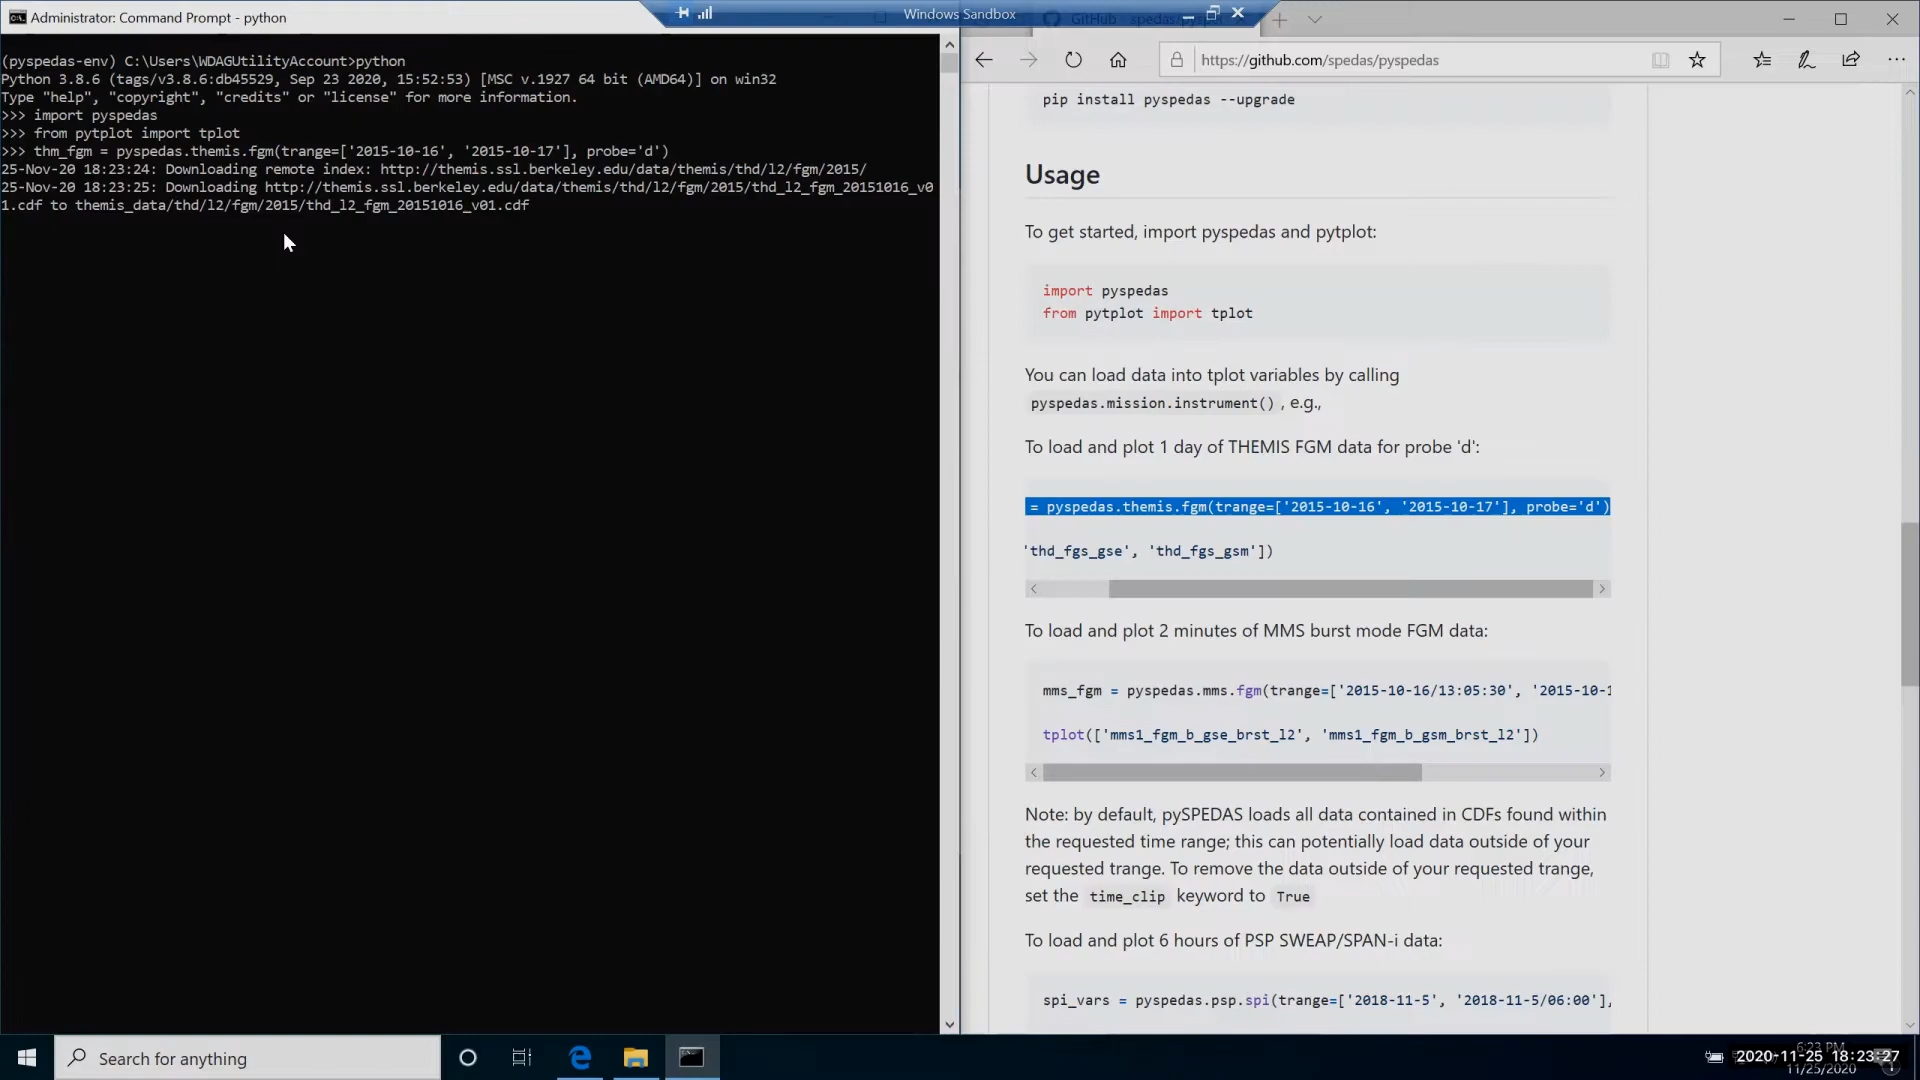 Administrator: Command Prompt - python
(pyspedas-env) C:\Users\WDAGUtilityAccount>python
Python 3.8.6 (tags/v3.8.6:db45529, Sep 23 2020, 15:52:53) [MSC v.1927 64 bit (AMD64)] on win32
Type "help", "copyright", "credits" or "license" for more information.
>>> import pyspedas
>>> from pytplot import tplot
>>> thm_fgm = pyspedas.themis.fgm(trange=['2015-10-16', '2015-10-17'], probe='d')
25-Nov-20 18:23:24: Downloading remote index: http://themis.ssl.berkeley.edu/data/themis/thd/l2/fgm/2015/
25-Nov-20 18:23:25: Downloading http://themis.ssl.berkeley.edu/data/themis/thd/l2/fgm/2015/thd_l2_fgm_20151016_v0
1.cdf to themis_data/thd/l2/fgm/2015/thd_l2_fgm_20151016_v01.cdf
Windows Sandbox
https://github.com/spedas/pyspedas
pip install pyspedas --upgrade
Usage
To get started, import pyspedas and pytplot:
import pyspedas
from pytplot import tplot
You can load data into tplot variables by calling
pyspedas.mission.instrument() , e.g.,
To load and plot 1 day of THEMIS FGM data for probe 'd':
= pyspedas.themis.fgm(trange=['2015-10-16', '2015-10-17'], probe='d')
'thd_fgs_gse', 'thd_fgs_gsm'])
To load and plot 2 minutes of MMS burst mode FGM data:
mms_fgm = pyspedas.mms.fgm(trange=['2015-10-16/13:05:30', '2015-10-1
tplot(['mms1_fgm_b_gse_brst_l2', 'mms1_fgm_b_gsm_brst_l2'])
Note: by default, pySPEDAS loads all data contained in CDFs found within
the requested time range; this can potentially load data outside of your
requested trange. To remove the data outside of your requested trange,
set the time_clip keyword to True
To load and plot 6 hours of PSP SWEAP/SPAN-i data:
spi_vars = pyspedas.psp.spi(trange=['2018-11-5', '2018-11-5/06:00'],
Search for anything
6:23 PM
2020-11-25 18:23:27
11/25/2020